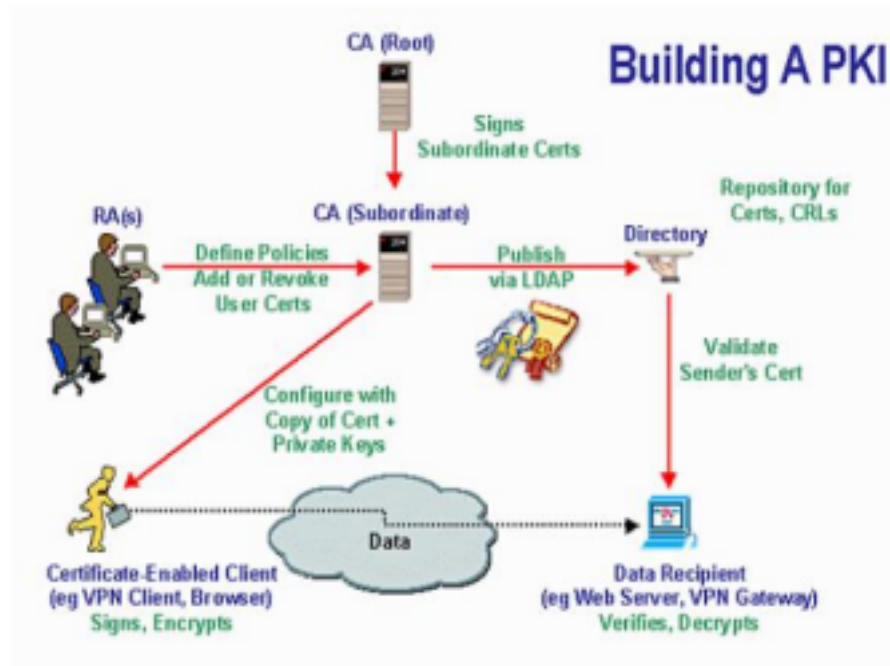 CA (Root)
Building A PKI
Signs
Subordinate Certs
Repository for
Certs, CRLs
RA(s)
CA (Subordinate)
Directory
Define Policies
Add or Revoke
User Certs
Publish
via LDAP
Validate
Sender's Cert
Configure with
Copy of Cert +
Private Keys
Data
Certificate-Enabled Client
(eg VPN Client, Browser)
Signs, Encrypts
Data Recipient
(eg Web Server, VPN Gateway)
Verifies, Decrypts